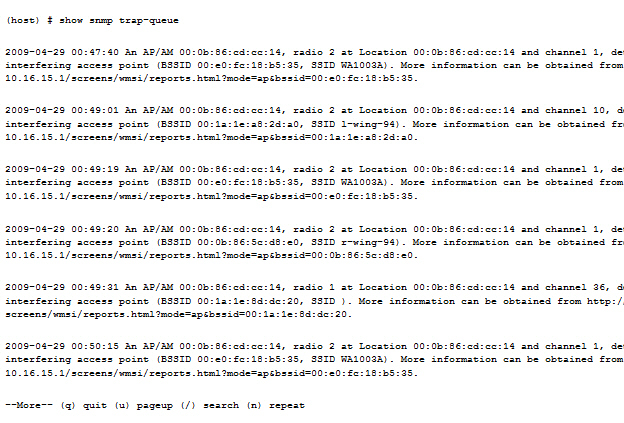 (host) # show snmp trap-queue
2009-04-29 00:47:40 An AP/AM 00:0b:86:cd:cc:14, radio 2 at Location 00:0b:86:cd:cc:14 and channel 1, de
interfering access point (BSSID 00:e0:fc:18:b5:35, SSID WA1003A). More information can be obtained from
10.16.15.1/screens/wmsi/reports.html?mode=ap&bssid=00:e0:fc:18:b5:35.
2009-04-29 00:49:01 An AP/AM 00:0b:86:cd:cc:14, radio 2 at Location 00:0b:86:cd:cc:14 and channel 10, de
interfering access point (BSSID 00:1a:1e:a8:2d:a0, SSID l-wing-94). More information can be obtained fr
10.16.15.1/screens/wmsi/reports.html?mode=ap&bssid=00:1a:1e:a8:2d:a0.
2009-04-29 00:49:19 An AP/AM 00:0b:86:cd:cc:14, radio 2 at Location 00:0b:86:cd:cc:14 and channel 1, de
interfering access point (BSSID 00:e0:fc:18:b5:35, SSID WA1003A). More information can be obtained from
10.16.15.1/screens/wmsi/reports.html?mode=ap&bssid=00:e0:fc:18:b5:35.
2009-04-29 00:49:20 An AP/AM 00:0b:86:cd:cc:14, radio 2 at Location 00:0b:86:cd:cc:14 and channel 1, de
interfering access point (BSSID 00:0b:86:5c:d8:e0, SSID r-wing-94). More information can be obtained fr
10.16.15.1/screens/wmsi/reports.html?mode=ap&bssid=00:0b:86:5c:d8:e0.
2009-04-29 00:49:31 An AP/AM 00:0b:86:cd:cc:14, radio 1 at Location 00:0b:86:cd:cc:14 and channel 36, d
interfering access point (BSSID 00:1a:1e:8d:dc:20, SSID ). More information can be obtained from http:/
screens/wmsi/reports.html?mode=ap&bssid=00:1a:1e:8d:dc:20.
2009-04-29 00:50:15 An AP/AM 00:0b:86:cd:cc:14, radio 2 at Location 00:0b:86:cd:cc:14 and channel 1, de
interfering access point (BSSID 00:e0:fc:18:b5:35, SSID WA1003A). More information can be obtained from
10.16.15.1/screens/wmsi/reports.html?mode=ap&bssid=00:e0:fc:18:b5:35.
--More-- (q) quit (u) pageup (/) search (n) repeat